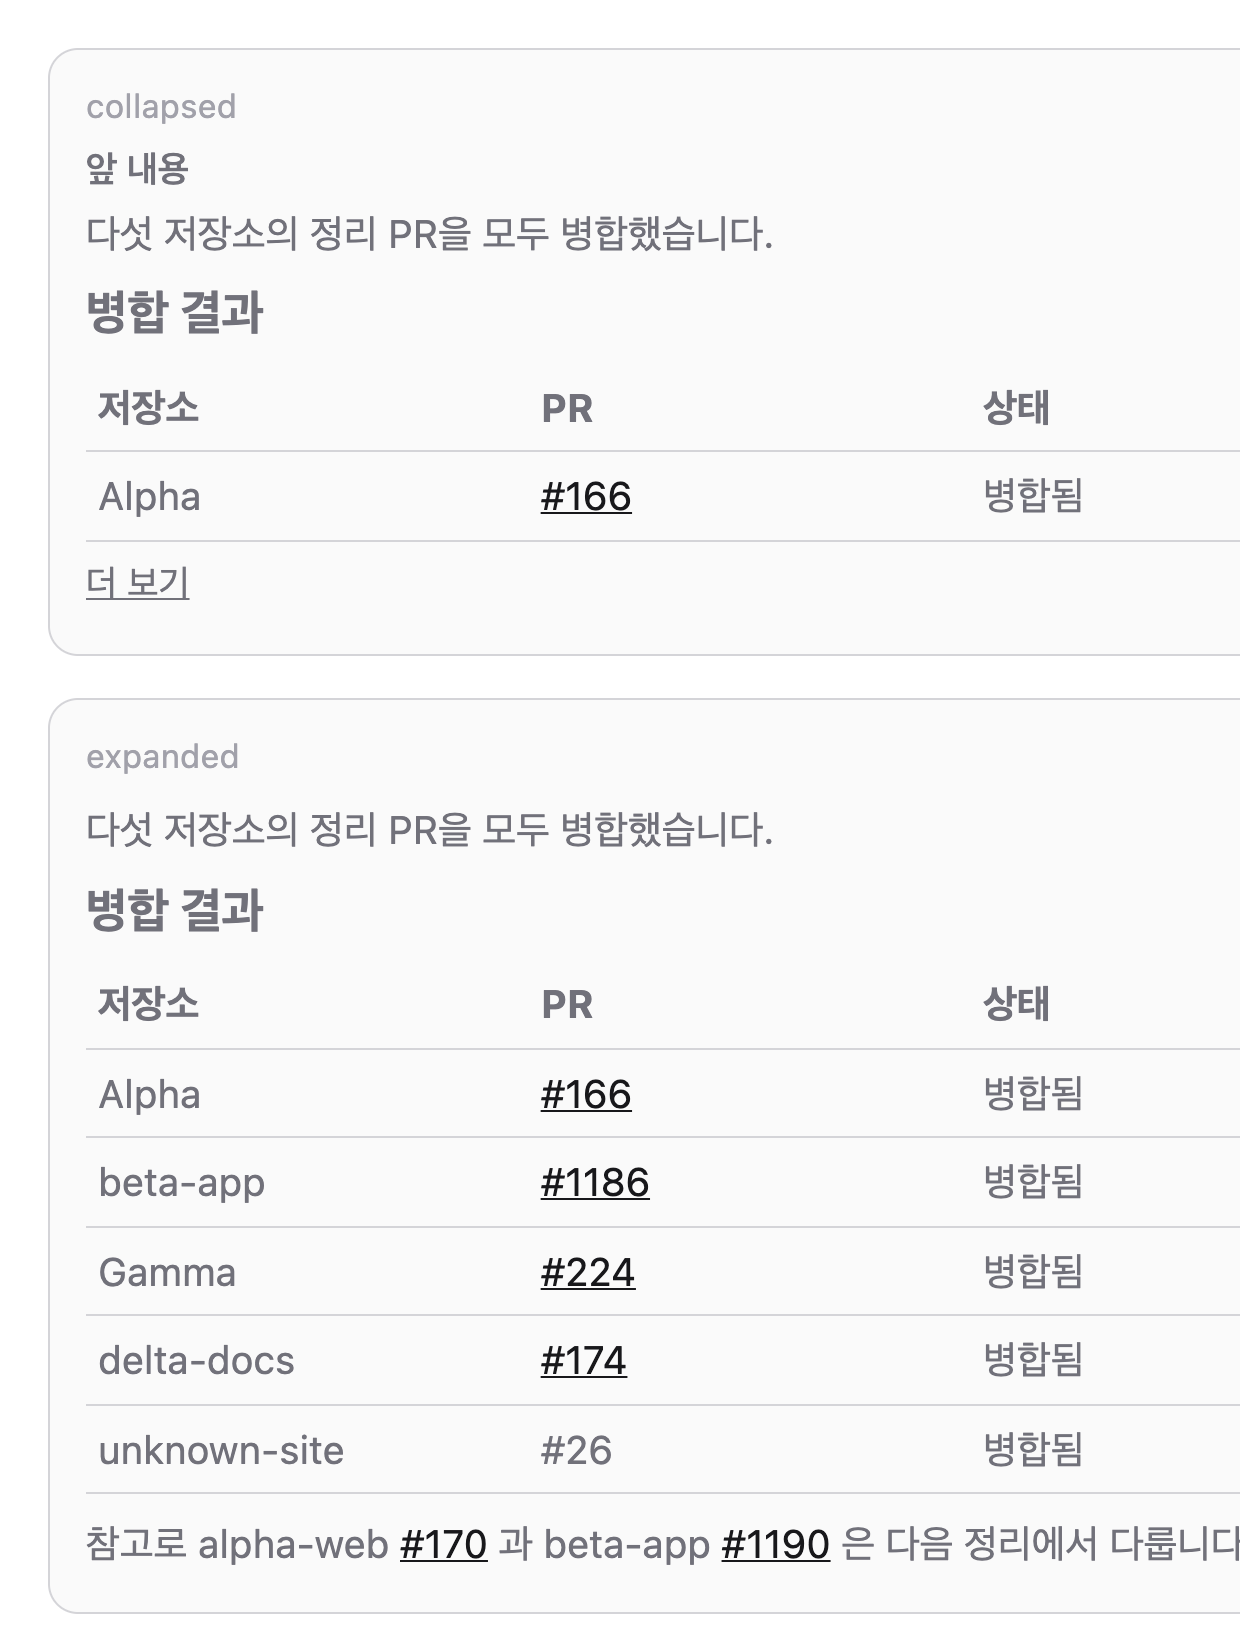 collapsed
앞 내용
다섯 저장소의 정리 PR을 모두 병합했습니다.
병합 결과
저장소 PR 상태
Alpha #166 병합됨
더 보기
expanded
다섯 저장소의 정리 PR을 모두 병합했습니다.
병합 결과
저장소 PR 상태
Alpha #166 병합됨
beta-app #1186 병합됨
Gamma #224 병합됨
delta-docs #174 병합됨
unknown-site #26 병합됨
참고로 alpha-web #170 과 beta-app #1190 은 다음 정리에서 다룹니다